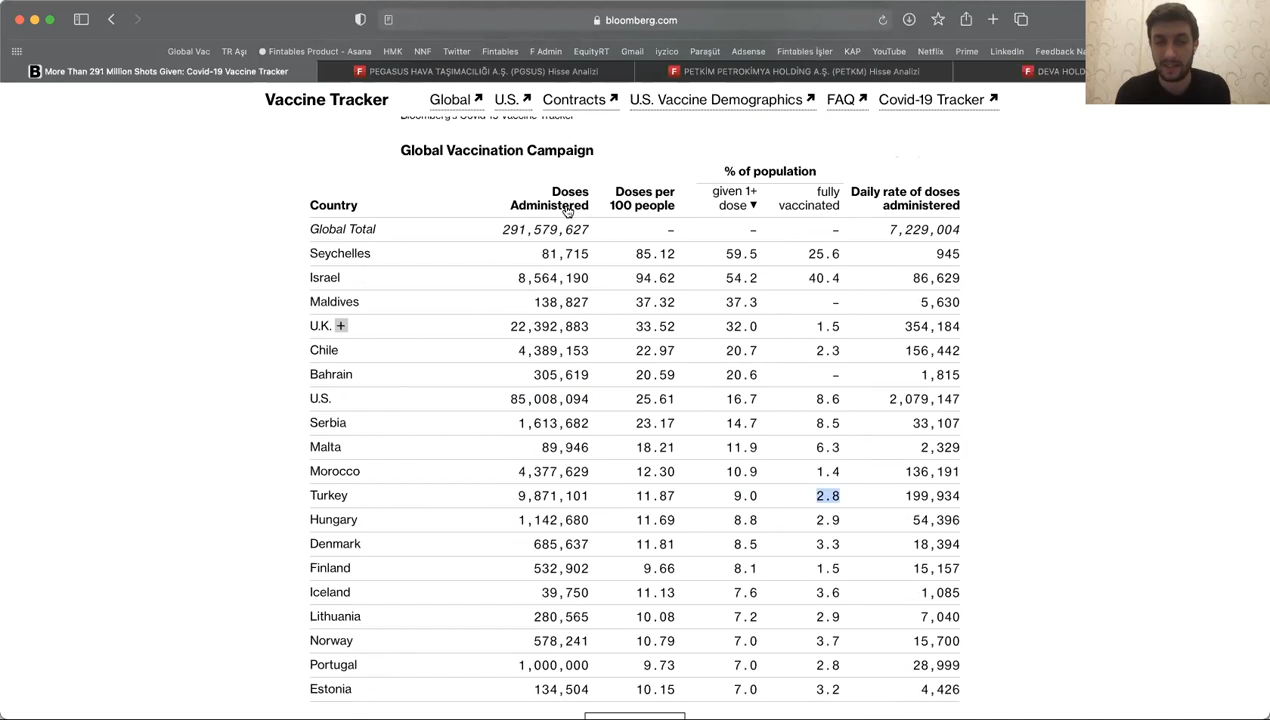 bloomberg.com
Global Vac TR Aşı Fintables Product - Asana HMK NNF Twitter Fintables F Admin EquityRT Gmail iyzico Paraşüt Adsense Fintables İşler KAP YouTube Netflix Prime LinkedIn Feedback
B More Than 291 Million Shots Given: Covid-19 Vaccine Tracker F PEGASUS HAVA TAŞIMACILIĞI A.Ş. (PGSUS) Hisse Analizi F PETKİM PETROKİMYA HOLDİNG A.Ş. (PETKM) Hisse Analizi F DEVA HOLD
Vaccine Tracker Global U.S. Contracts U.S. Vaccine Demographics FAQ Covid-19 Tracker
Bloomberg's Covid-19 Vaccine Tracker
Global Vaccination Campaign
% of population
Doses given 1+ fully Daily rate of doses
Country Administered Doses per 100 people dose ▼ vaccinated administered
Global Total 291,579,627 – – – 7,229,004
Seychelles 81,715 85.12 59.5 25.6 945
Israel 8,564,190 94.62 54.2 40.4 86,629
Maldives 138,827 37.32 37.3 – 5,630
U.K. + 22,392,883 33.52 32.0 1.5 354,184
Chile 4,389,153 22.97 20.7 2.3 156,442
Bahrain 305,619 20.59 20.6 – 1,815
U.S. 85,008,094 25.61 16.7 8.6 2,079,147
Serbia 1,613,682 23.17 14.7 8.5 33,107
Malta 89,946 18.21 11.9 6.3 2,329
Morocco 4,377,629 12.30 10.9 1.4 136,191
Turkey 9,871,101 11.87 9.0 2.8 199,934
Hungary 1,142,680 11.69 8.8 2.9 54,396
Denmark 685,637 11.81 8.5 3.3 18,394
Finland 532,902 9.66 8.1 1.5 15,157
Iceland 39,750 11.13 7.6 3.6 1,085
Lithuania 280,565 10.08 7.2 2.9 7,040
Norway 578,241 10.79 7.0 3.7 15,700
Portugal 1,000,000 9.73 7.0 2.8 28,999
Estonia 134,504 10.15 7.0 3.2 4,426